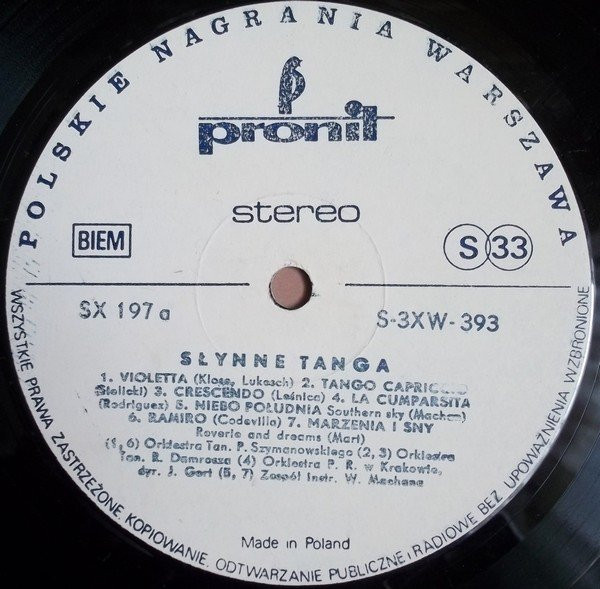 POLSKIE NAGRANIA WARSZAWA
pronit
stereo
BIEM
S 33
SX 197a
S-3XW-393
SŁYNNE TANGA
1. VIOLETTA (Klose, Lukesch) 2. TANGO CAPRICCIO
(Sielicki) 3. CRESCENDO (Leśnica) 4. LA CUMPARSITA
(Rodriguez) 5. NIEBO POŁUDNIA Southern sky (Machan)
6. RAMIRO (Codevilla) 7. MARZENIA I SNY
Reverie and dreams (Mart)
(1, 6) Orkiestra Tan. P. Szymanowskiego (2, 3) Orkiestra
Tan. R. Damrosza (4) Orkiestra P. R. w Krakowie,
dyr. J. Gert (5, 7) Zespół Instr. W. Machana
Made in Poland
WSZYSTKIE PRAWA ZASTRZEŻONE. KOPIOWANIE, ODTWARZANIE PUBLICZNE I RADIOWE BEZ UPOWAŻNIENIA WZBRONIONE